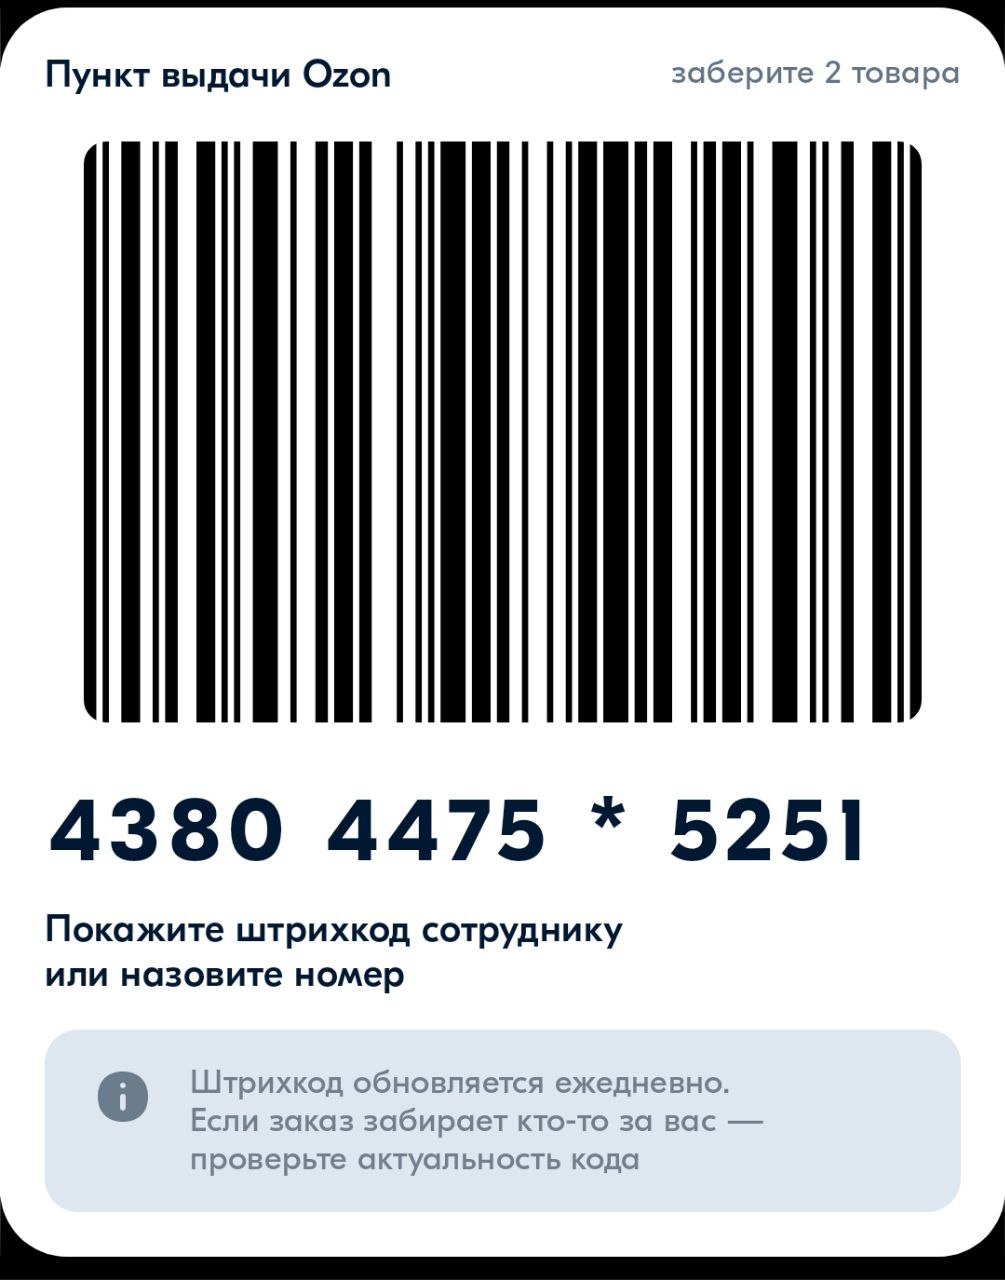 Пункт выдачи Ozon
заберите 2 товара
4380 4475 * 5251
Покажите штрихкод сотруднику
или назовите номер
Штрихкод обновляется ежедневно.
Если заказ забирает кто-то за вас —
проверьте актуальность кода